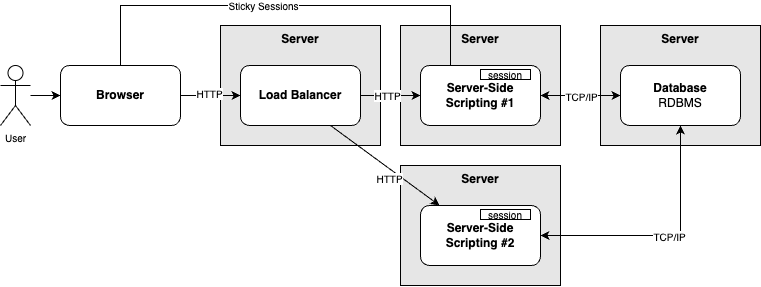 Sticky Sessions
Server
Server
Server
session
Browser
HTTP
Load Balancer
HTTP
Server-Side
Scripting #1
TCP/IP
Database
RDBMS
User
HTTP
Server
session
Server-Side
Scripting #2
TCP/IP